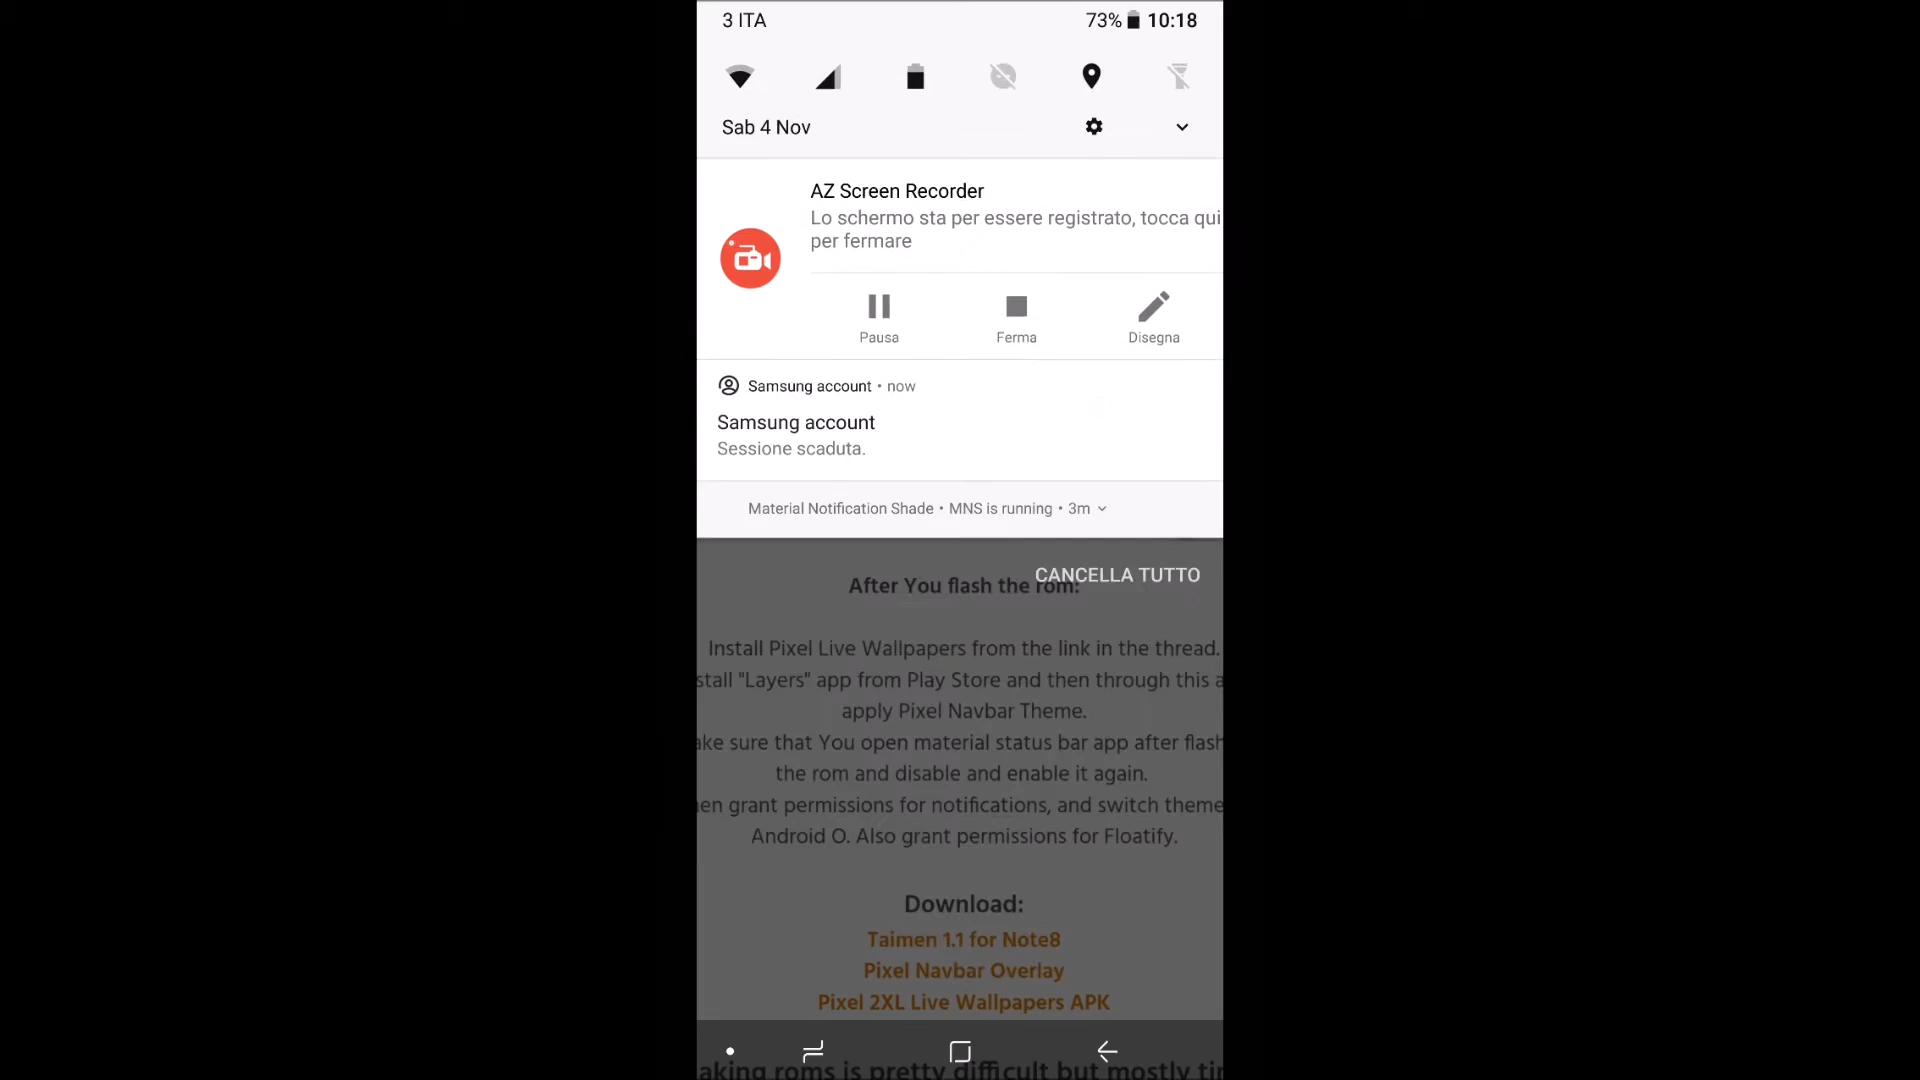 3 ITA
73% 10:18
Sab 4 Nov
AZ Screen Recorder
Lo schermo sta per essere registrato, tocca qui
per fermare
Pausa
Ferma
Disegna
Samsung account • now
Samsung account
Sessione scaduta.
Material Notification Shade • MNS is running • 3m
CANCELLA TUTTO
After You flash the rom:
Install Pixel Live Wallpapers from the link in the thread.
stall "Layers" app from Play Store and then through this a
apply Pixel Navbar Theme.
ake sure that You open material status bar app after flash
the rom and disable and enable it again.
en grant permissions for notifications, and switch theme
Android O. Also grant permissions for Floatify.
Download:
Taimen 1.1 for Note8
Pixel Navbar Overlay
Pixel 2XL Live Wallpapers APK
aking roms is pretty difficult but mostly tir